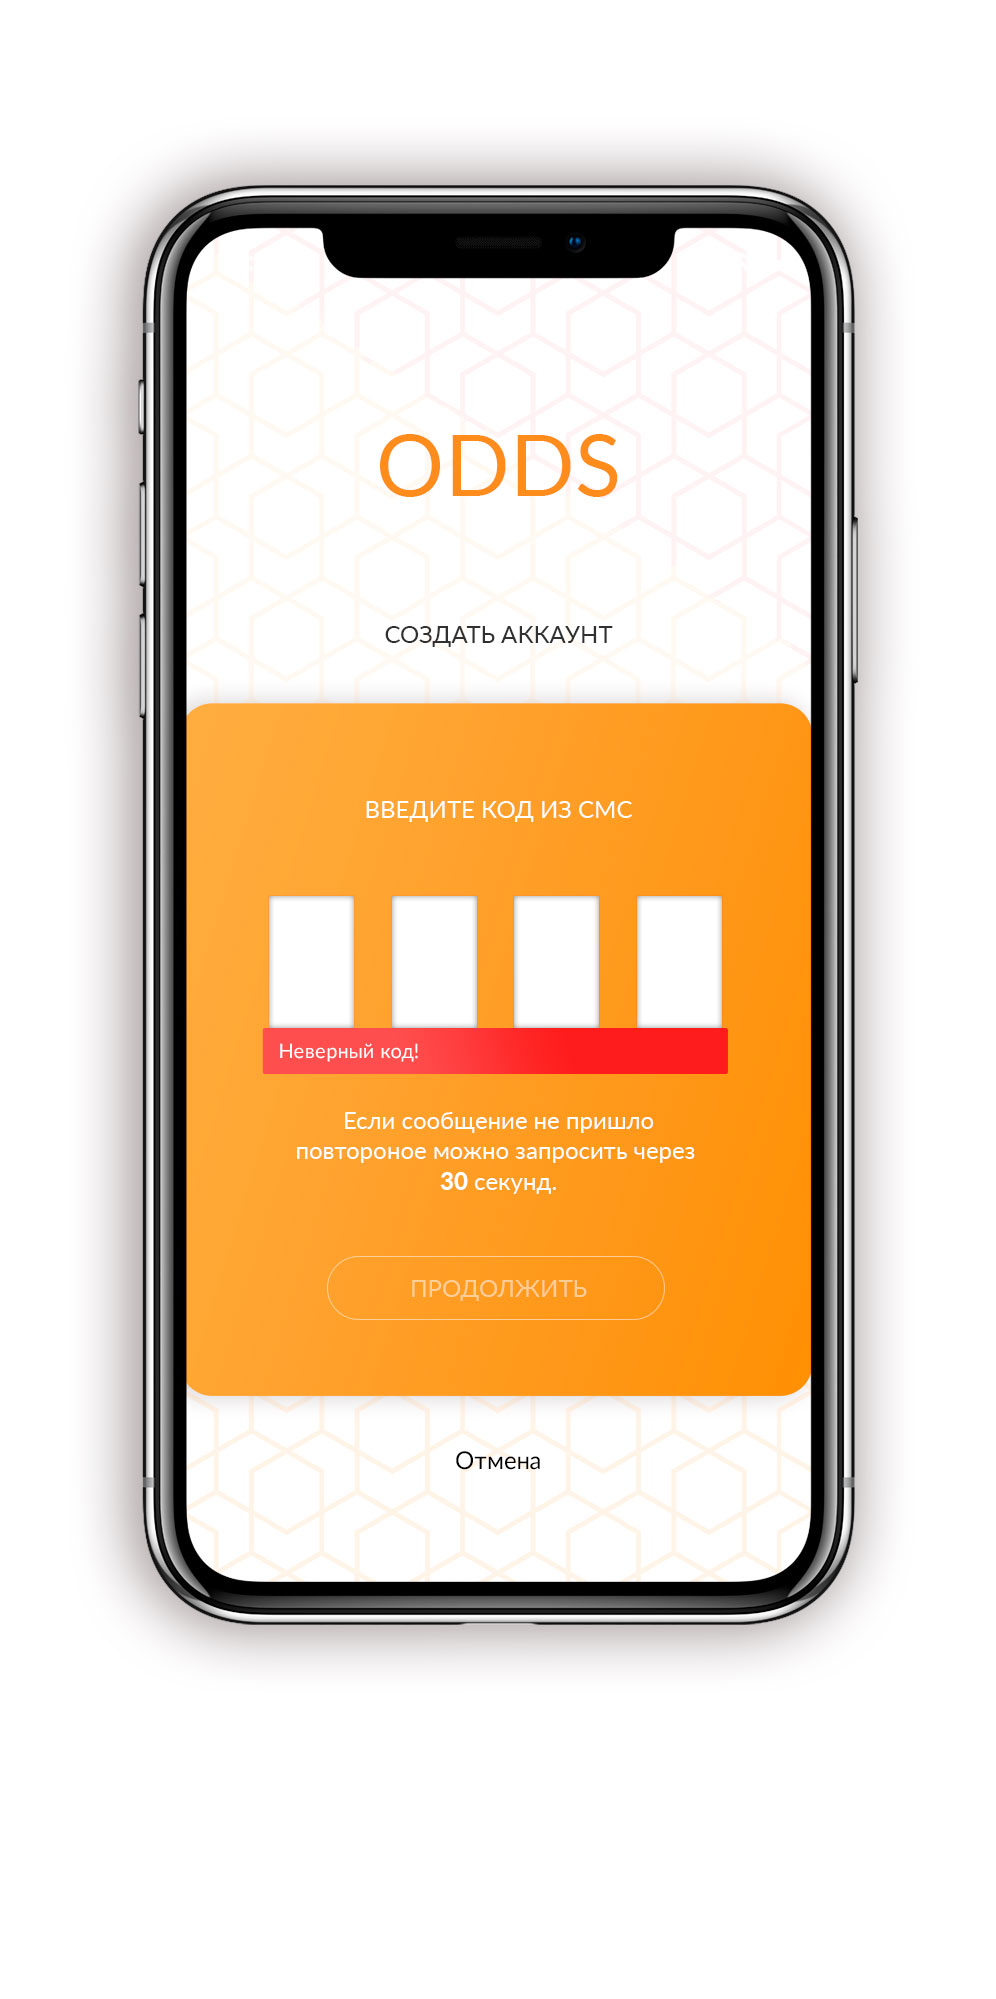 ODDS
СОЗДАТЬ АККАУНТ
ВВЕДИТЕ КОД ИЗ СМС
Неверный код!
Если сообщение не пришло
повтороное можно запросить через
30 секунд.
ПРОДОЛЖИТЬ
Отмена